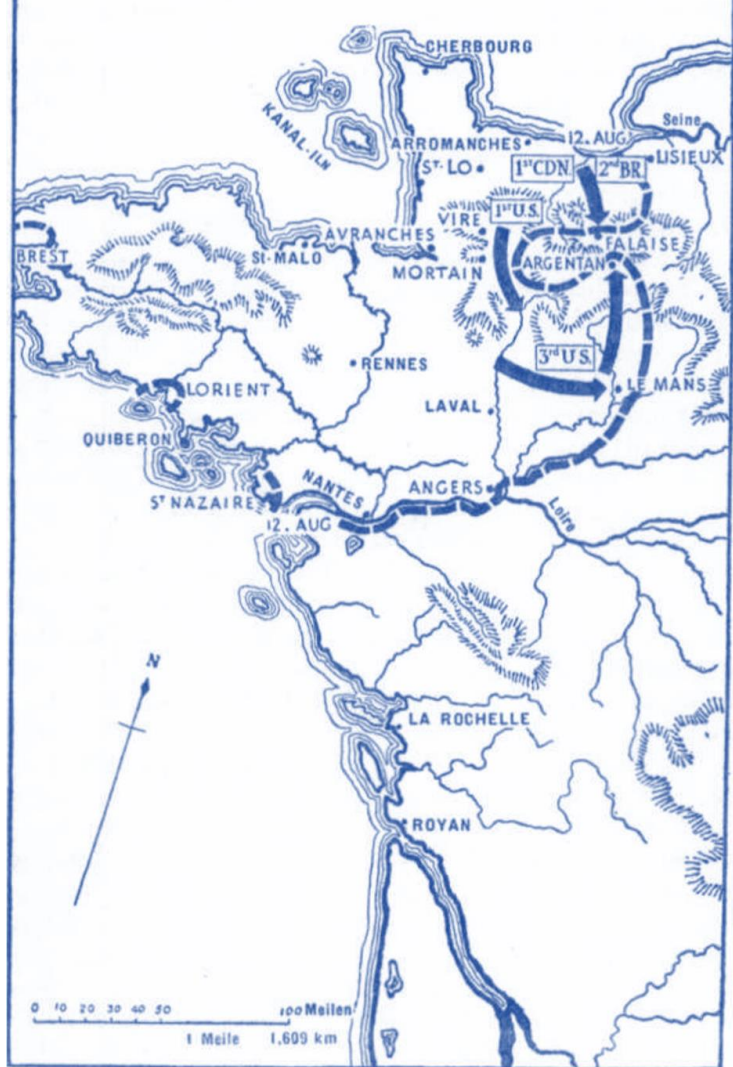 CHERBOURG
KANAL-ILN
ARROMANCHES
12. AUG
Seine
ST-LO
1st CDN.
2nd BR.
LISIEUX
1st U.S.
VIRE
AVRANCHES
FALAISE
BREST
St-MALO
MORTAIN
ARGENTAN
3rd U.S.
RENNES
LE MANS
LORIENT
LAVAL
QUIBERON
NANTES
ANGERS
ST NAZAIRE
Loire
12. AUG
N
LA ROCHELLE
ROYAN
0 10 20 30 40 50 100 Meilen
1 Meile 1,609 km